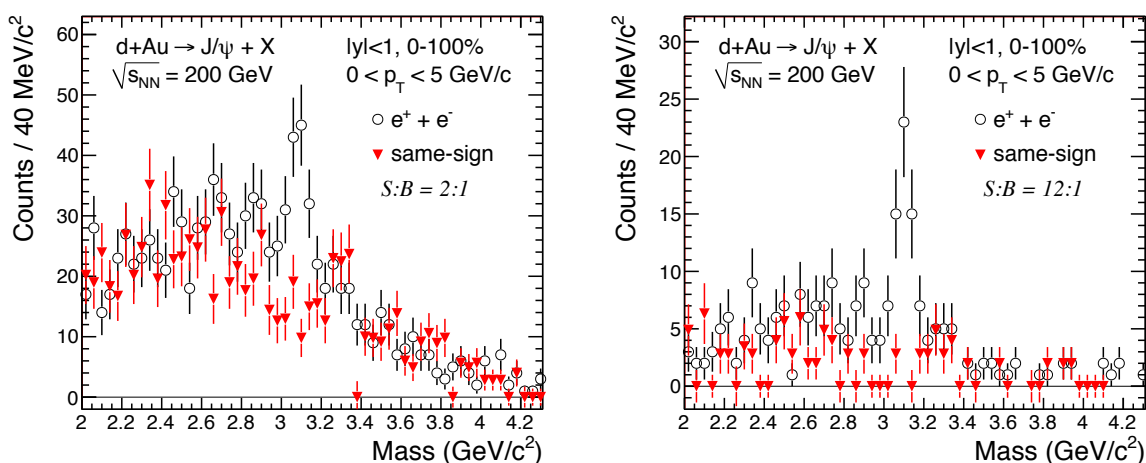 d+Au → J/ψ + X
√sNN = 200 GeV
|y|<1, 0-100%
0 < pT < 5 GeV/c
e⁺ + e⁻
same-sign
S:B = 2:1
Counts / 40 MeV/c²
60
50
40
30
20
10
0
2 2.2 2.4 2.6 2.8 3 3.2 3.4 3.6 3.8 4 4.2
Mass (GeV/c²)
d+Au → J/ψ + X
√sNN = 200 GeV
|y|<1, 0-100%
0 < pT < 5 GeV/c
e⁺ + e⁻
same-sign
S:B = 12:1
Counts / 40 MeV/c²
30
25
20
15
10
5
0
2 2.2 2.4 2.6 2.8 3 3.2 3.4 3.6 3.8 4 4.2
Mass (GeV/c²)